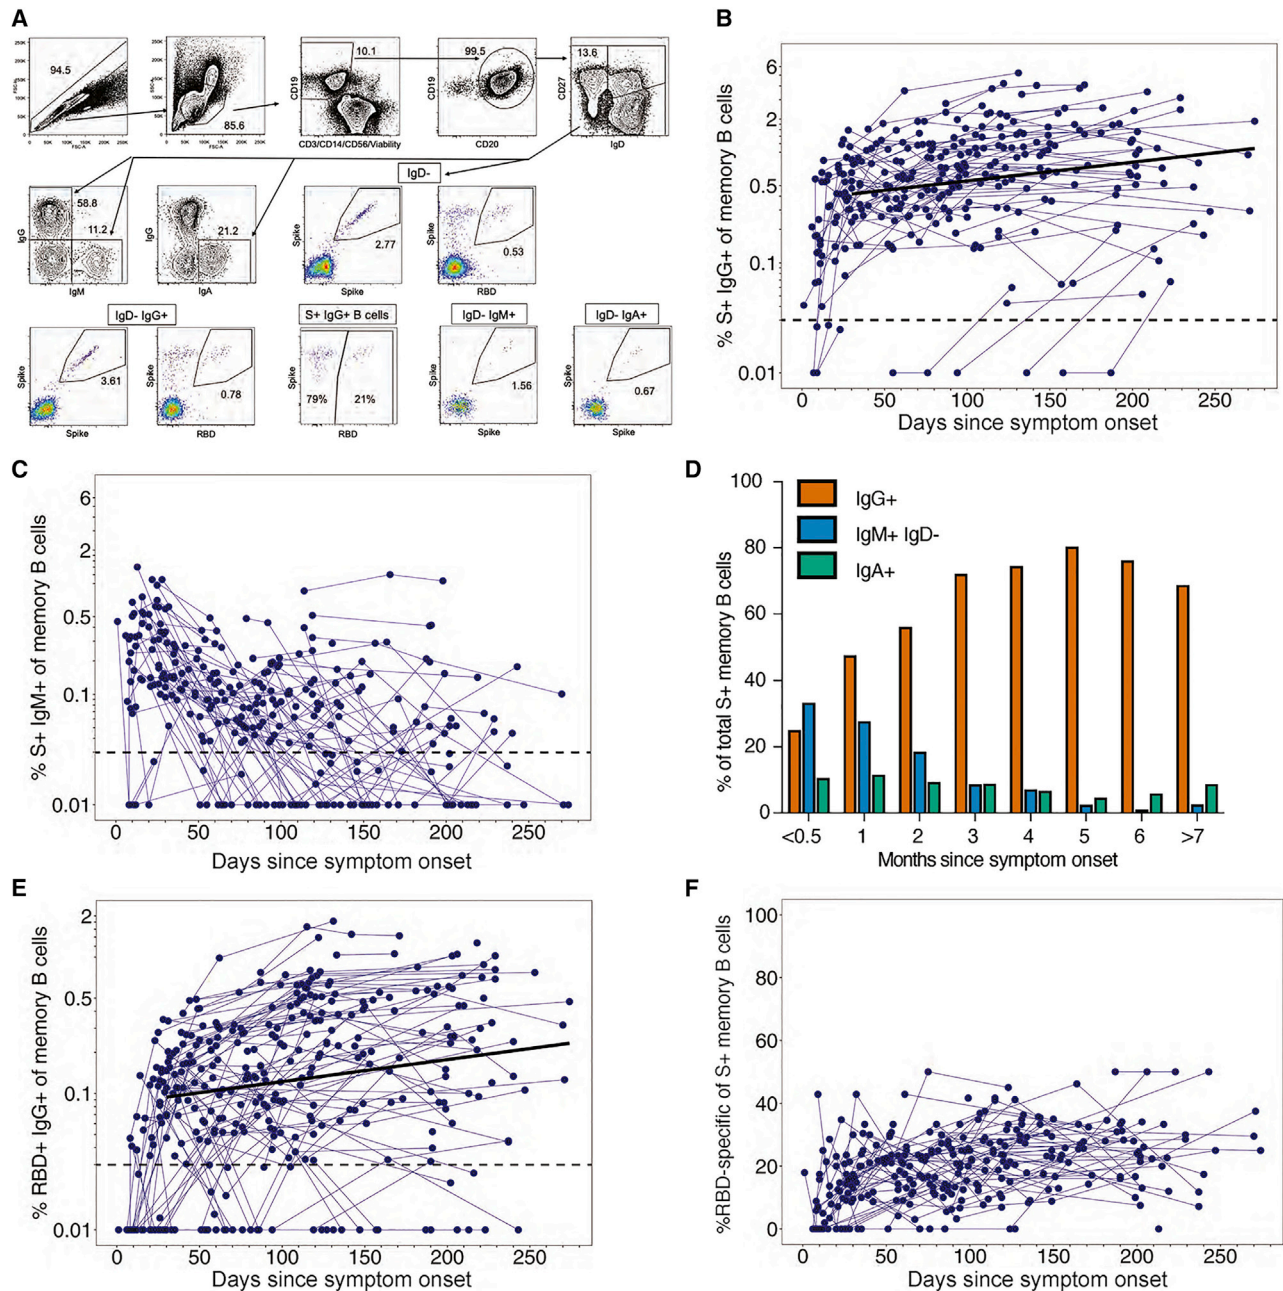 A
94.5
85.6
FSC-A
FSC-A
10.1
CD19
CD3/CD14/CD56/Viability
99.5
CD19
CD20
13.6
CD27
IgD
IgD-
58.8
11.2
IgG
IgM
IgG
21.2
IgA
Spike
2.77
Spike
Spike
0.53
RBD
IgD- IgG+
S+ IgG+ B cells
IgD- IgM+
IgD- IgA+
Spike
3.61
Spike
Spike
0.78
RBD
Spike
79%
21%
RBD
Spike
1.56
Spike
Spike
0.67
Spike
B
% S+ IgG+ of memory B cells
6
2
0.5
0.1
0.01
0 50 100 150 200 250
Days since symptom onset
C
% S+ IgM+ of memory B cells
6
2
0.5
0.1
0.01
0 50 100 150 200 250
Days since symptom onset
D
% of total S+ memory B cells
100
80
60
40
20
0
IgG+
IgM+ IgD-
IgA+
<0.5 1 2 3 4 5 6 >7
Months since symptom onset
E
% RBD+ IgG+ of memory B cells
2
0.5
0.1
0.01
0 50 100 150 200 250
Days since symptom onset
F
%RBD-specific of S+ memory B cells
100
80
60
40
20
0
0 50 100 150 200 250
Days since symptom onset